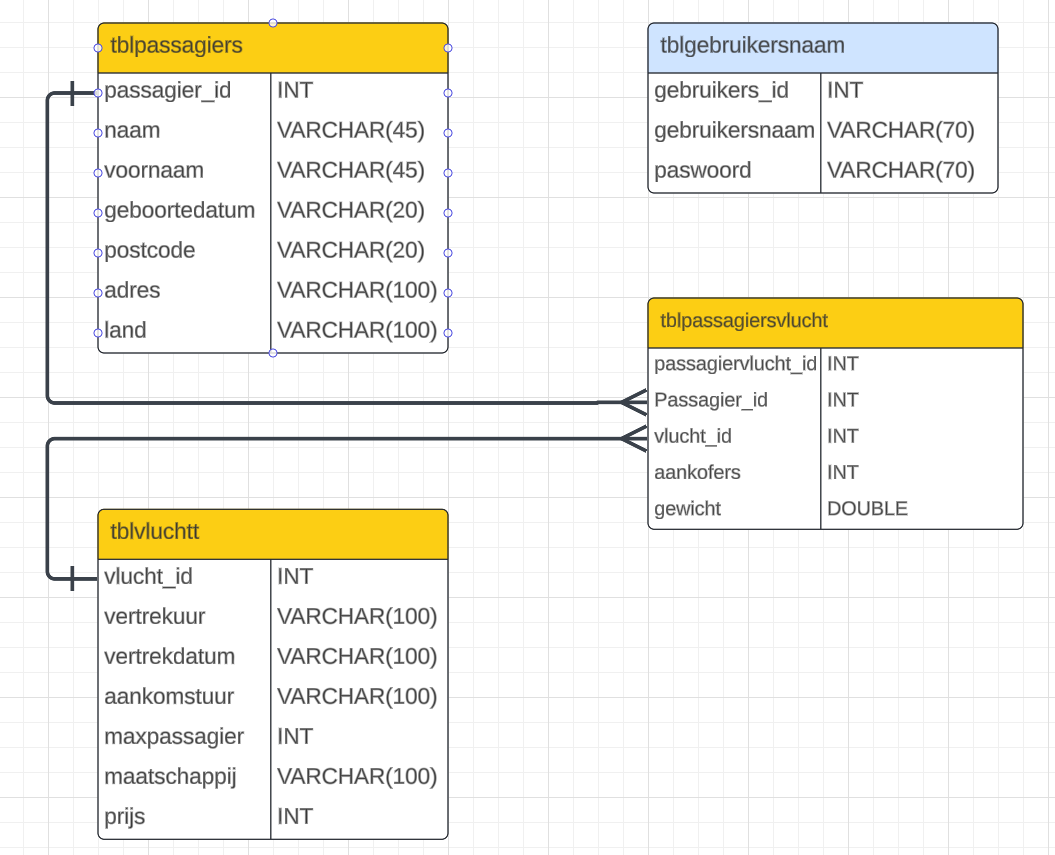 tblpassagiers
passagier_id INT
naam VARCHAR(45)
voornaam VARCHAR(45)
geboortedatum VARCHAR(20)
postcode VARCHAR(20)
adres VARCHAR(100)
land VARCHAR(100)
tblgebruikersnaam
gebruikers_id INT
gebruikersnaam VARCHAR(70)
paswoord VARCHAR(70)
tblpassagiersvlucht
passagiervlucht_id INT
Passagier_id INT
vlucht_id INT
aankofers INT
gewicht DOUBLE
tblvluchtt
vlucht_id INT
vertrekuur VARCHAR(100)
vertrekdatum VARCHAR(100)
aankomstuur VARCHAR(100)
maxpassagier INT
maatschappij VARCHAR(100)
prijs INT